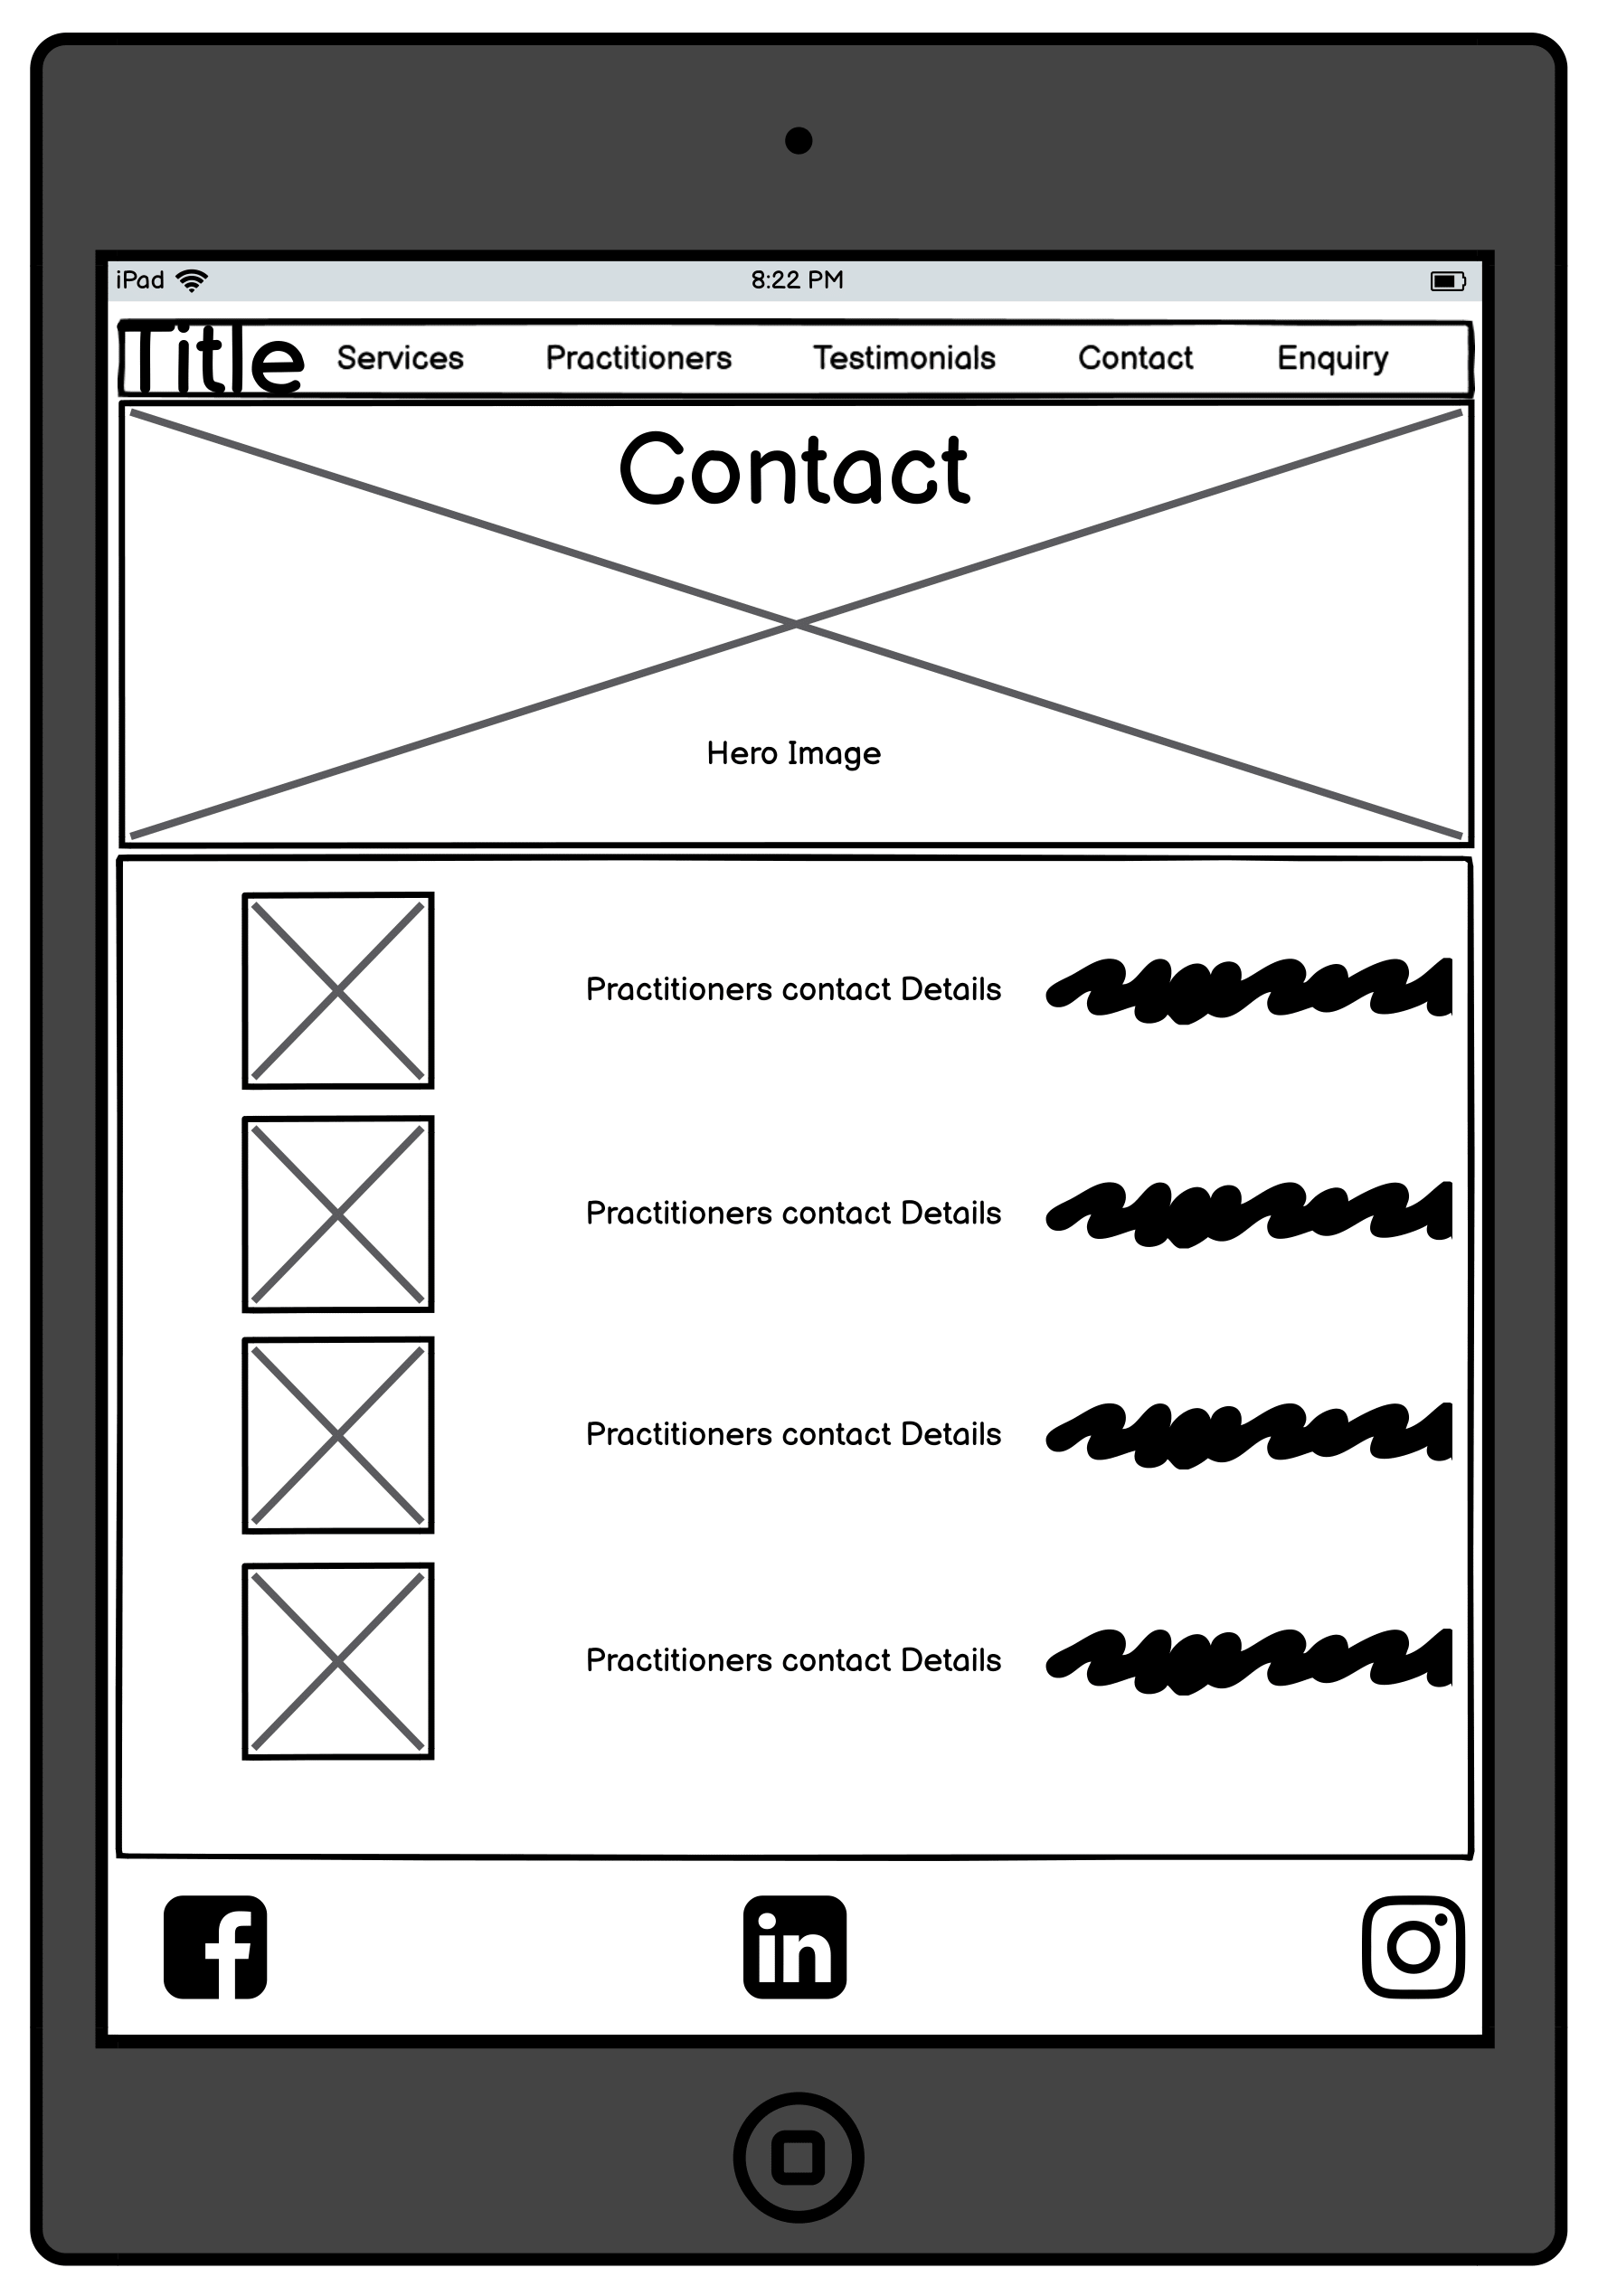 iPad 8:22 PM
Title Services Practitioners Testimonials Contact Enquiry
Contact
Hero Image
Practitioners contact Details
Practitioners contact Details
Practitioners contact Details
Practitioners contact Details
f in